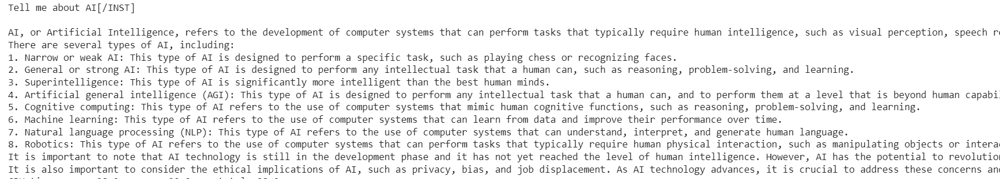 Tell me about AI[/INST]
AI, or Artificial Intelligence, refers to the development of computer systems that can perform tasks that typically require human intelligence, such as visual perception, speech
There are several types of AI, including:
1. Narrow or weak AI: This type of AI is designed to perform a specific task, such as playing chess or recognizing faces.
2. General or strong AI: This type of AI is designed to perform any intellectual task that a human can, such as reasoning, problem-solving, and learning.
3. Superintelligence: This type of AI is significantly more intelligent than the best human minds.
4. Artificial general intelligence (AGI): This type of AI is designed to perform any intellectual task that a human can, and to perform them at a level that is beyond human
5. Cognitive computing: This type of AI refers to the use of computer systems that mimic human cognitive functions, such as reasoning, problem-solving, and learning.
6. Machine learning: This type of AI refers to the use of computer systems that can learn from data and improve their performance over time.
7. Natural language processing (NLP): This type of AI refers to the use of computer systems that can understand, interpret, and generate human language.
8. Robotics: This type of AI refers to the use of computer systems that can perform tasks that typically require human physical interaction, such as manipulating objects or
It is important to note that AI technology is still in the development phase and it has not yet reached the level of human intelligence. However, AI has the potential to
It is also important to consider the ethical implications of AI, such as privacy, bias, and job displacement. As AI technology advances, it is crucial to address these concerns